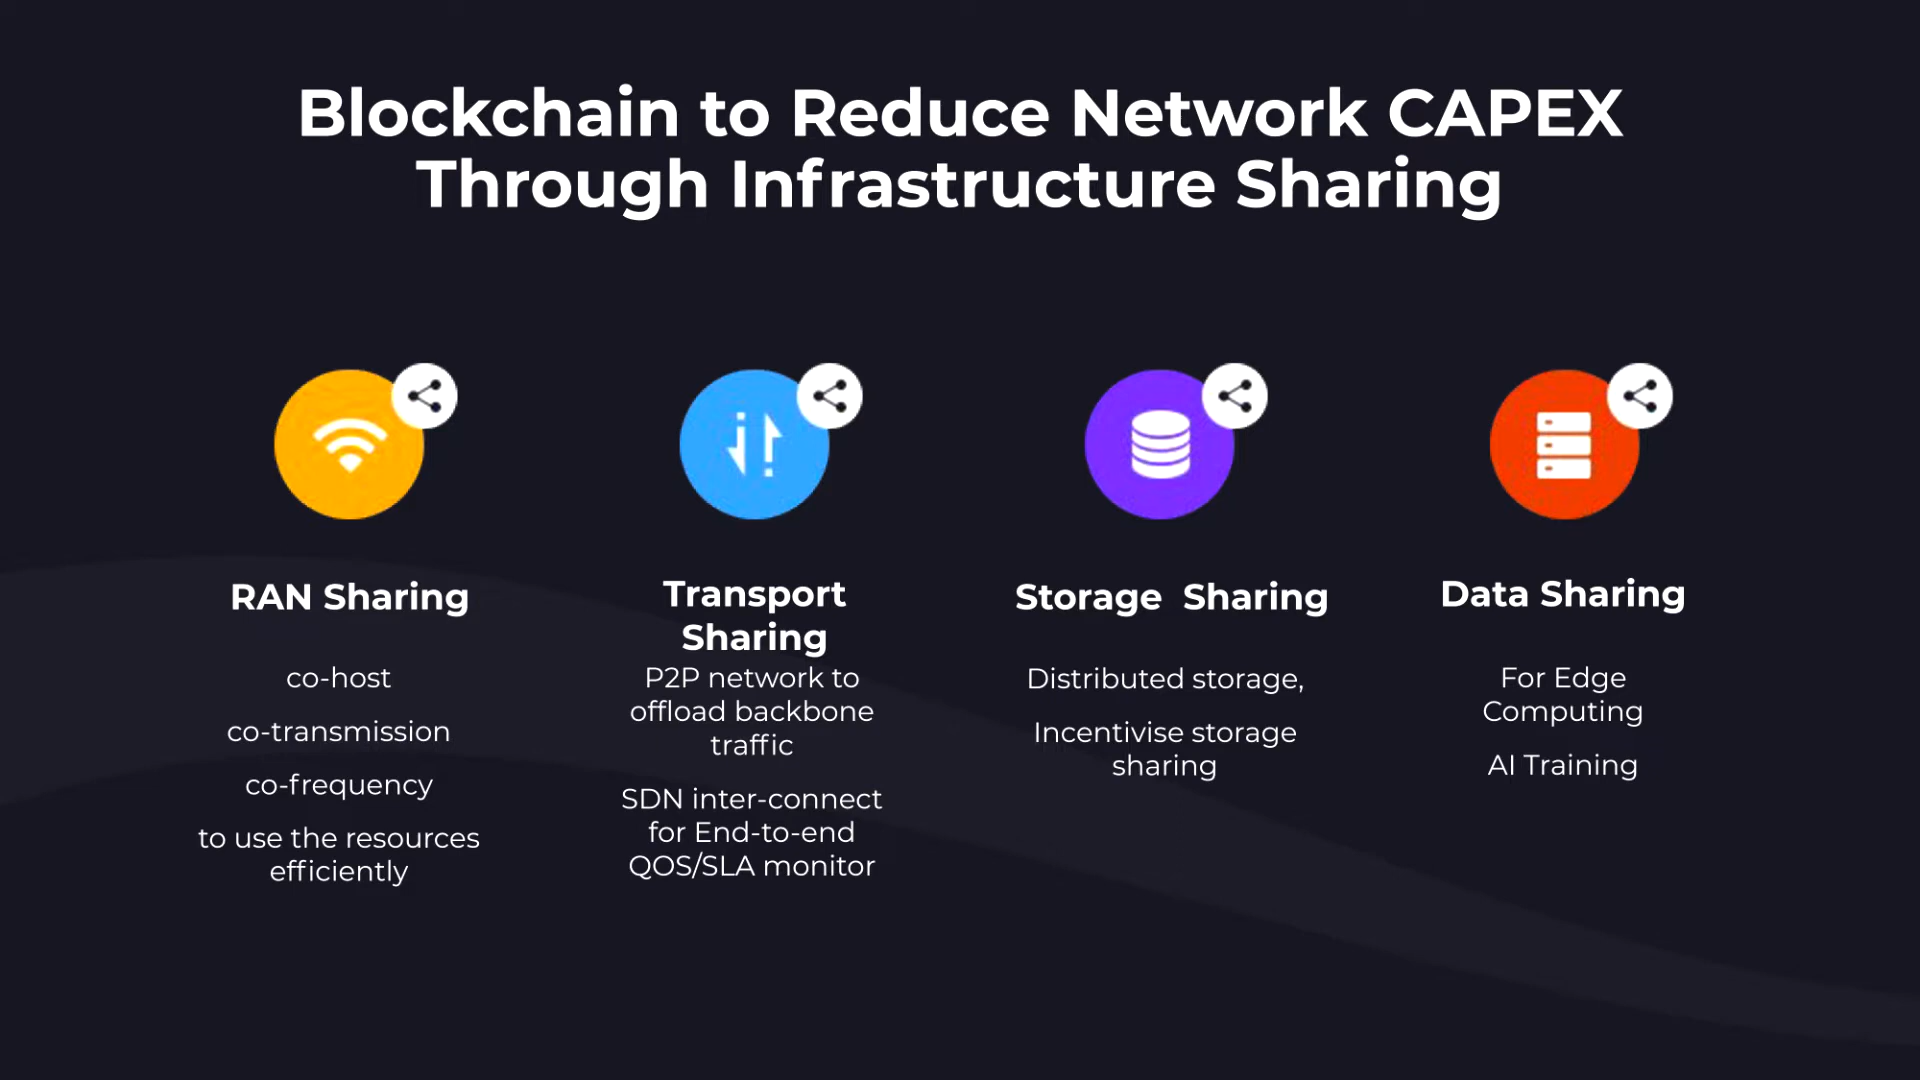 Blockchain to Reduce Network CAPEX
Through Infrastructure Sharing
RAN Sharing
co-host
co-transmission
co-frequency
to use the resources
efficiently
Transport
Sharing
P2P network to
offload backbone
traffic
SDN inter-connect
for End-to-end
QOS/SLA monitor
Storage  Sharing
Distributed storage,
Incentivise storage
sharing
Data Sharing
For Edge
Computing
AI Training